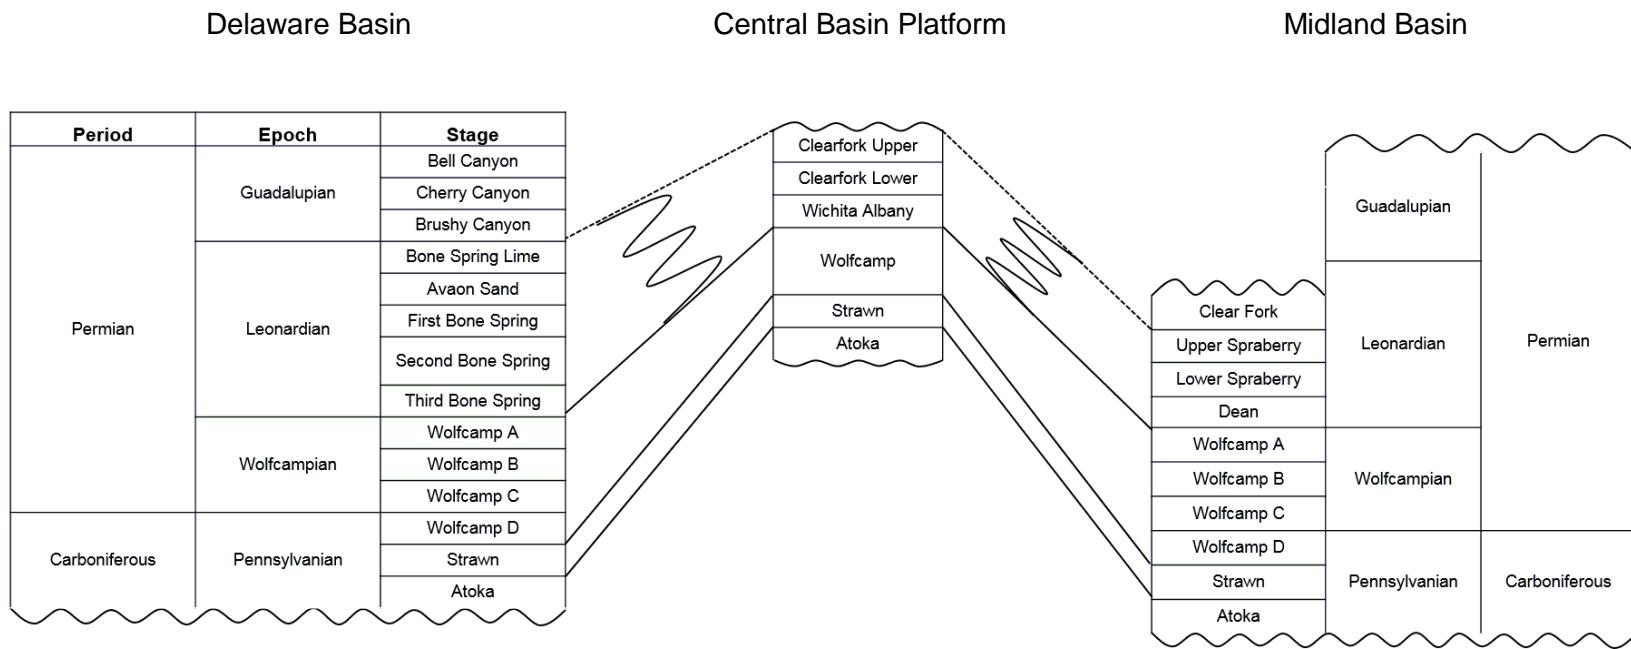 Delaware Basin
Central Basin Platform
Midland Basin
Period
Epoch
Stage
Permian
Carboniferous
Guadalupian
Leonardian
Wolfcampian
Pennsylvanian
Bell Canyon
Cherry Canyon
Brushy Canyon
Bone Spring Lime
Avaon Sand
First Bone Spring
Second Bone Spring
Third Bone Spring
Wolfcamp A
Wolfcamp B
Wolfcamp C
Wolfcamp D
Strawn
Atoka
Clearfork Upper
Clearfork Lower
Wichita Albany
Wolfcamp
Strawn
Atoka
Clear Fork
Upper Spraberry
Lower Spraberry
Dean
Wolfcamp A
Wolfcamp B
Wolfcamp C
Wolfcamp D
Strawn
Atoka
Guadalupian
Leonardian
Wolfcampian
Pennsylvanian
Permian
Carboniferous